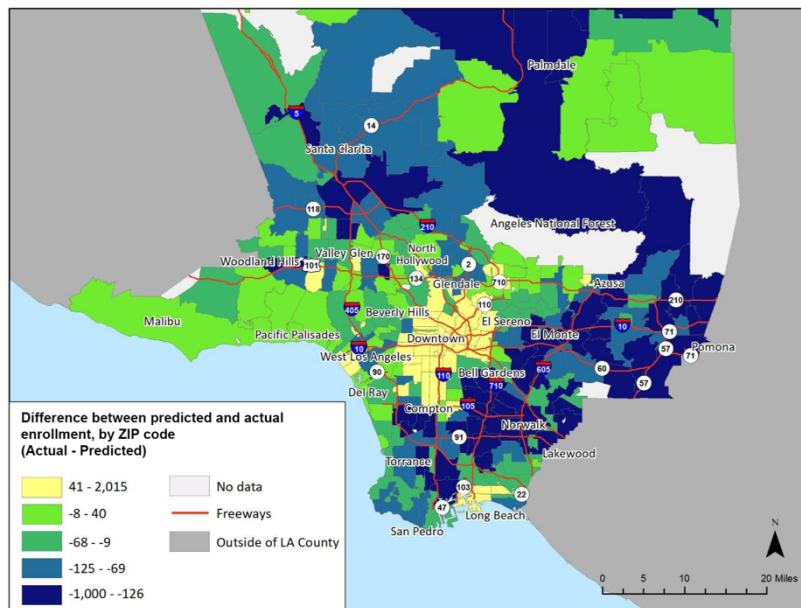 Palmdale
5
14
Santa Clarita
118
210
Angeles National Forest
Valley Glen
170
North
Hollywood
2
Woodland Hills
101
134
Glendale
710
Azusa
210
110
Malibu
405
Beverly Hills
El Sereno
10
Pacific Palisades
Downtown
El Monte
71
West Los Angeles
10
57
Pomona
71
90
110
Bell Gardens
605
60
Del Ray
710
57
Compton
105
Norwalk
91
Lakewood
Torrance
103
22
47
Long Beach
San Pedro
Difference between predicted and actual
enrollment, by ZIP code
(Actual - Predicted)
41 - 2,015
-8 - 40
-68 - -9
-125 - -69
-1,000 - -126
No data
Freeways
Outside of LA County
N
0 5 10 20 Miles